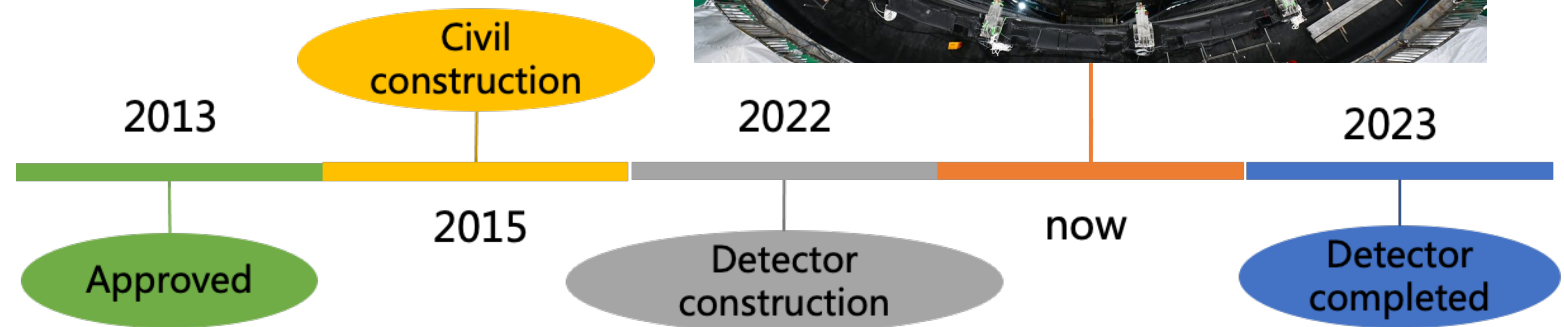 Civil
construction
2013
2022
2023
2015
now
Approved
Detector
construction
Detector
completed